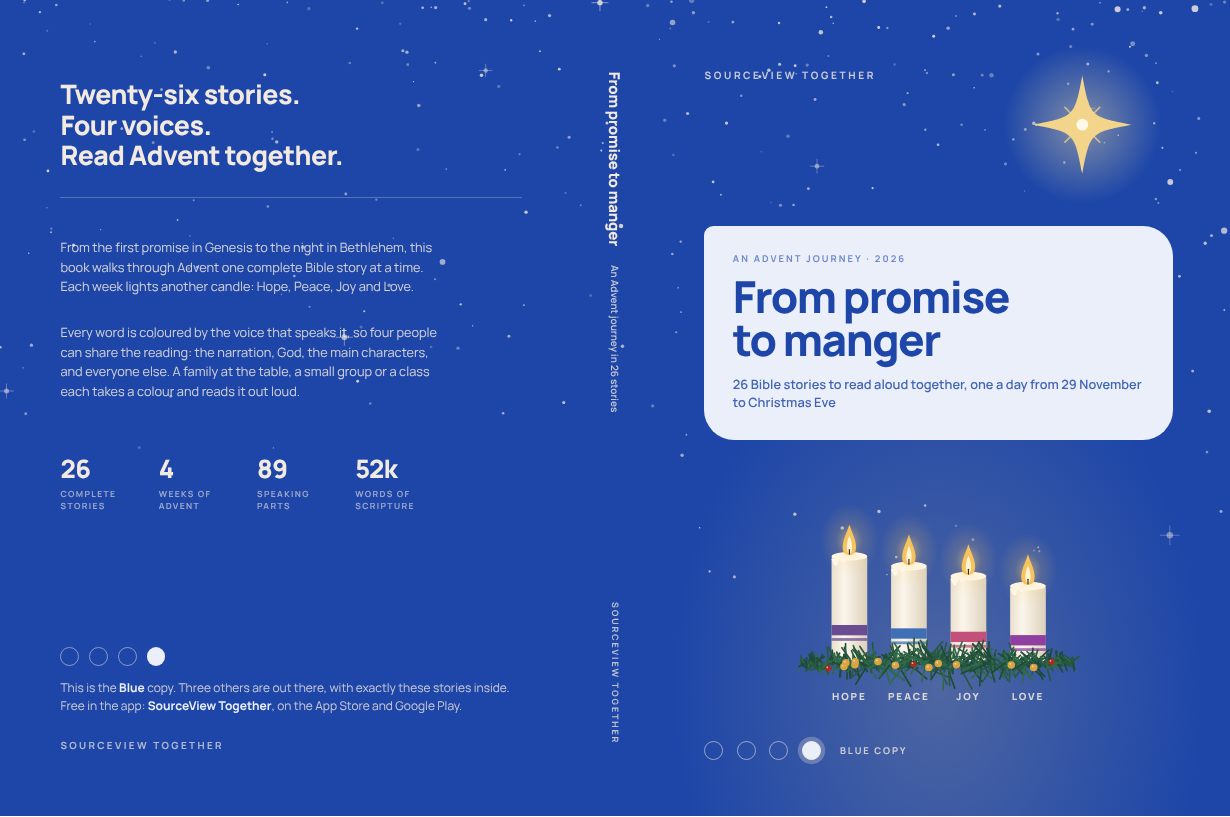 Twenty-six stories.
Four voices.
Read Advent together.
From the first promise in Genesis to the night in Bethlehem, this
book walks through Advent one complete Bible story at a time.
Each week lights another candle: Hope, Peace, Joy and Love.
Every word is coloured by the voice that speaks it, so four people
can share the reading: the narration, God, the main characters,
and everyone else. A family at the table, a small group or a class
each takes a colour and reads it out loud.
26
COMPLETE
STORIES
4
WEEKS OF
ADVENT
89
SPEAKING
PARTS
52k
WORDS OF
SCRIPTURE
This is the Blue copy. Three others are out there, with exactly these stories inside.
Free in the app: SourceView Together, on the App Store and Google Play.
SOURCEVIEW TOGETHER
From promise to manger
An Advent journey in 26 stories
SOURCEVIEW TOGETHER
SOURCEVIEW TOGETHER
AN ADVENT JOURNEY · 2026
From promise
to manger
26 Bible stories to read aloud together, one a day from 29 November
to Christmas Eve
HOPE PEACE JOY LOVE
BLUE COPY